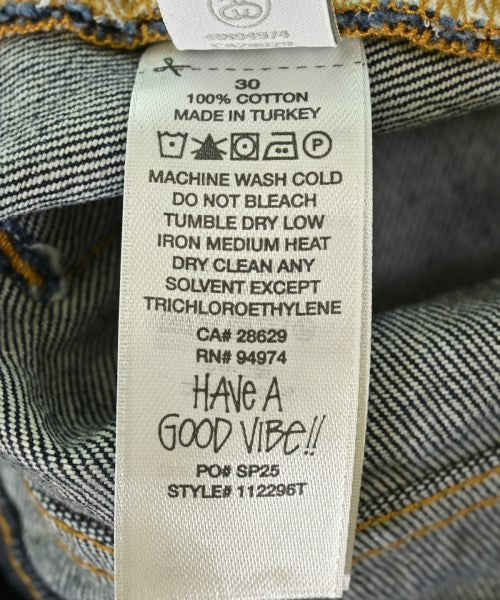 30
100% COTTON
MADE IN TURKEY
MACHINE WASH COLD
DO NOT BLEACH
TUMBLE DRY LOW
IRON MEDIUM HEAT
DRY CLEAN ANY
SOLVENT EXCEPT
TRICHLOROETHYLENE
CA# 28629
RN# 94974
HAVE A
GOOD VIBE!!
PO# SP25
STYLE# 112296T